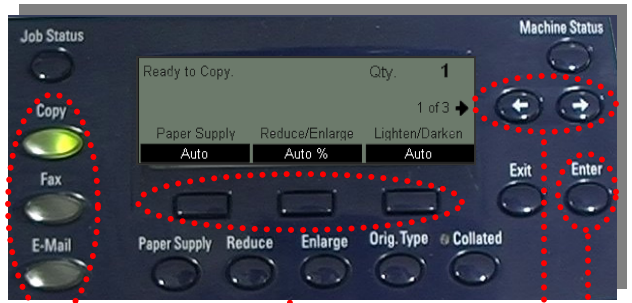 Job Status
Machine Status
Ready to Copy.
Qty. 1
1 of 3
Copy
Paper Supply Reduce/Enlarge Lighten/Darken
Auto Auto % Auto
Fax
Exit Enter
E-Mail
Paper Supply Reduce Enlarge Orig. Type Collated